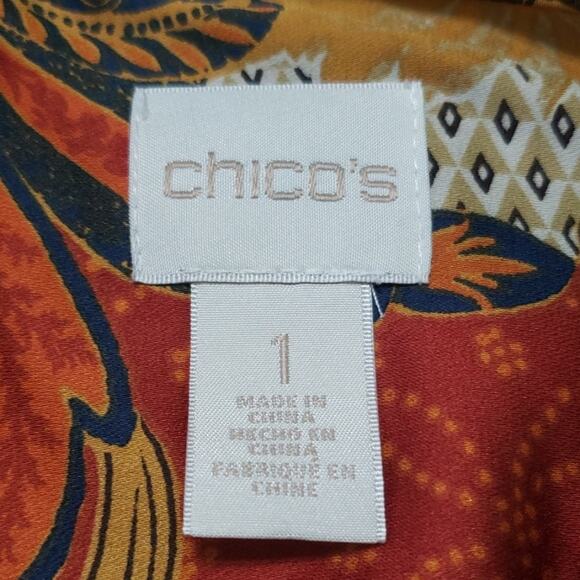 chico's
1
MADE IN
CHINA
HECHO EN
CHINA
FABRIQUÉ EN
CHINE